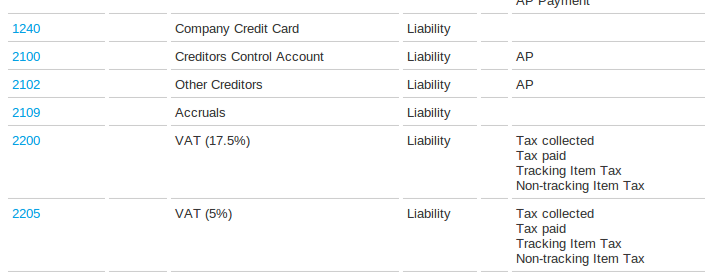 AP Payment
1240 Company Credit Card Liability
2100 Creditors Control Account Liability AP
2102 Other Creditors Liability AP
2109 Accruals Liability
2200 VAT (17.5%) Liability Tax collected
Tax paid
Tracking Item Tax
Non-tracking Item Tax
2205 VAT (5%) Liability Tax collected
Tax paid
Tracking Item Tax
Non-tracking Item Tax